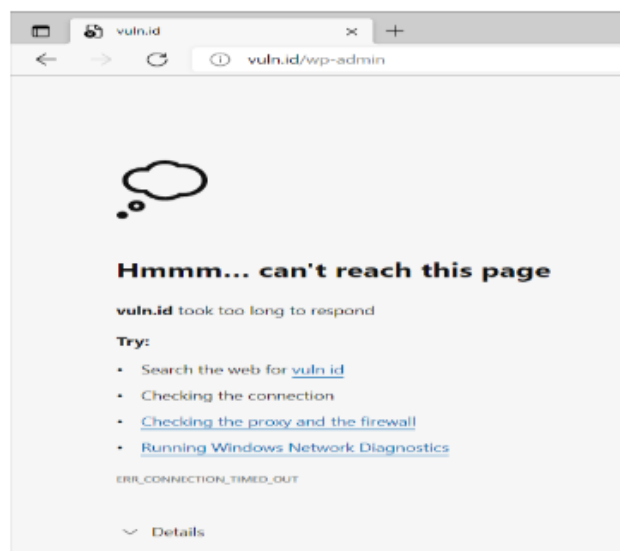 vuln.id
vuln.id/wp-admin
Hmmm... can't reach this page
vuln.id took too long to respond
Try:
• Search the web for vuln id
• Checking the connection
• Checking the proxy and the firewall
• Running Windows Network Diagnostics
ERR_CONNECTION_TIMED_OUT
Details